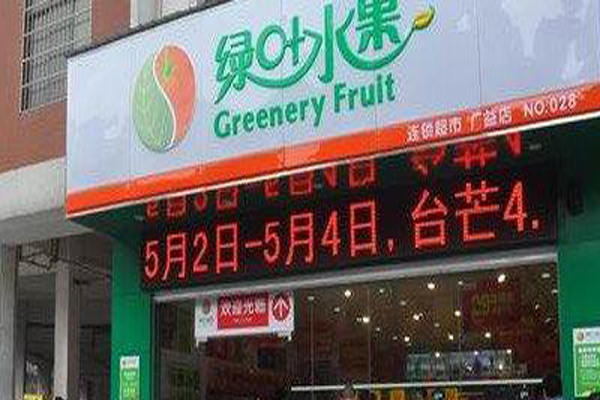 绿叶水果
Greenery Fruit
连锁超市 广益店 NO.028
5月2日-5月4日,台芒4.
欢迎光临